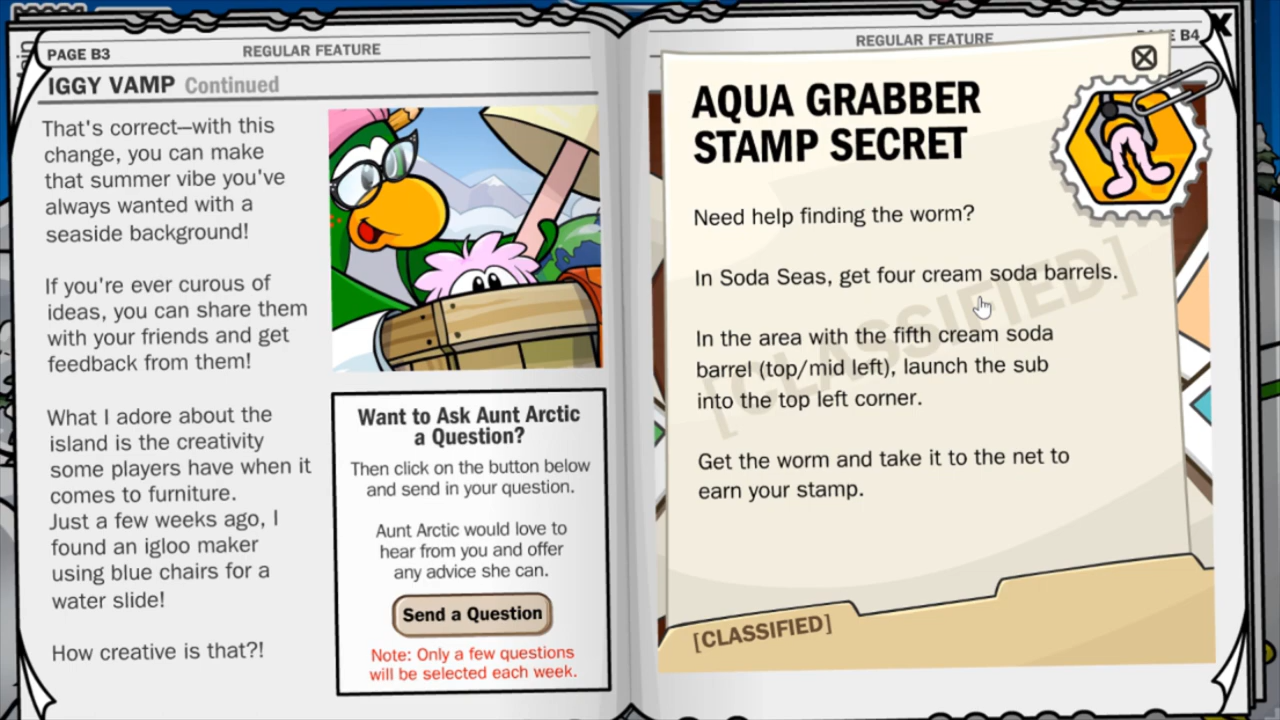 PAGE B3
REGULAR FEATURE
IGGY VAMP Continued
That's correct—with this
change, you can make
that summer vibe you've
always wanted with a
seaside background!
If you're ever curous of
ideas, you can share them
with your friends and get
feedback from them!
What I adore about the
island is the creativity
some players have when it
comes to furniture.
Just a few weeks ago, I
found an igloo maker
using blue chairs for a
water slide!
How creative is that?!
Want to Ask Aunt Arctic
a Question?
Then click on the button below
and send in your question.
Aunt Arctic would love to
hear from you and offer
any advice she can.
Send a Question
Note: Only a few questions
will be selected each week.
REGULAR FEATURE
B4
AQUA GRABBER
STAMP SECRET
Need help finding the worm?
In Soda Seas, get four cream soda barrels.
In the area with the fifth cream soda
barrel (top/mid left), launch the sub
into the top left corner.
Get the worm and take it to the net to
earn your stamp.
[CLASSIFIED]
[CLASSIFIED]